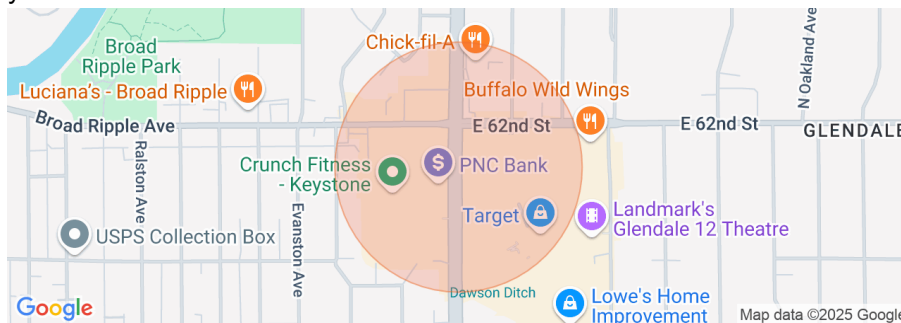 Broad
Ripple Park
Chick-fil-A
Luciana's - Broad Ripple
Buffalo Wild Wings
N Oakland Ave
Broad Ripple Ave
E 62nd St
E 62nd St
GLENDALE
Ralston Ave
Crunch Fitness
- Keystone
$
PNC Bank
Evanston Ave
Target
Landmark's
Glendale 12 Theatre
USPS Collection Box
Dawson Ditch
Lowe's Home
Improvement
Google
Map data ©2025 Google